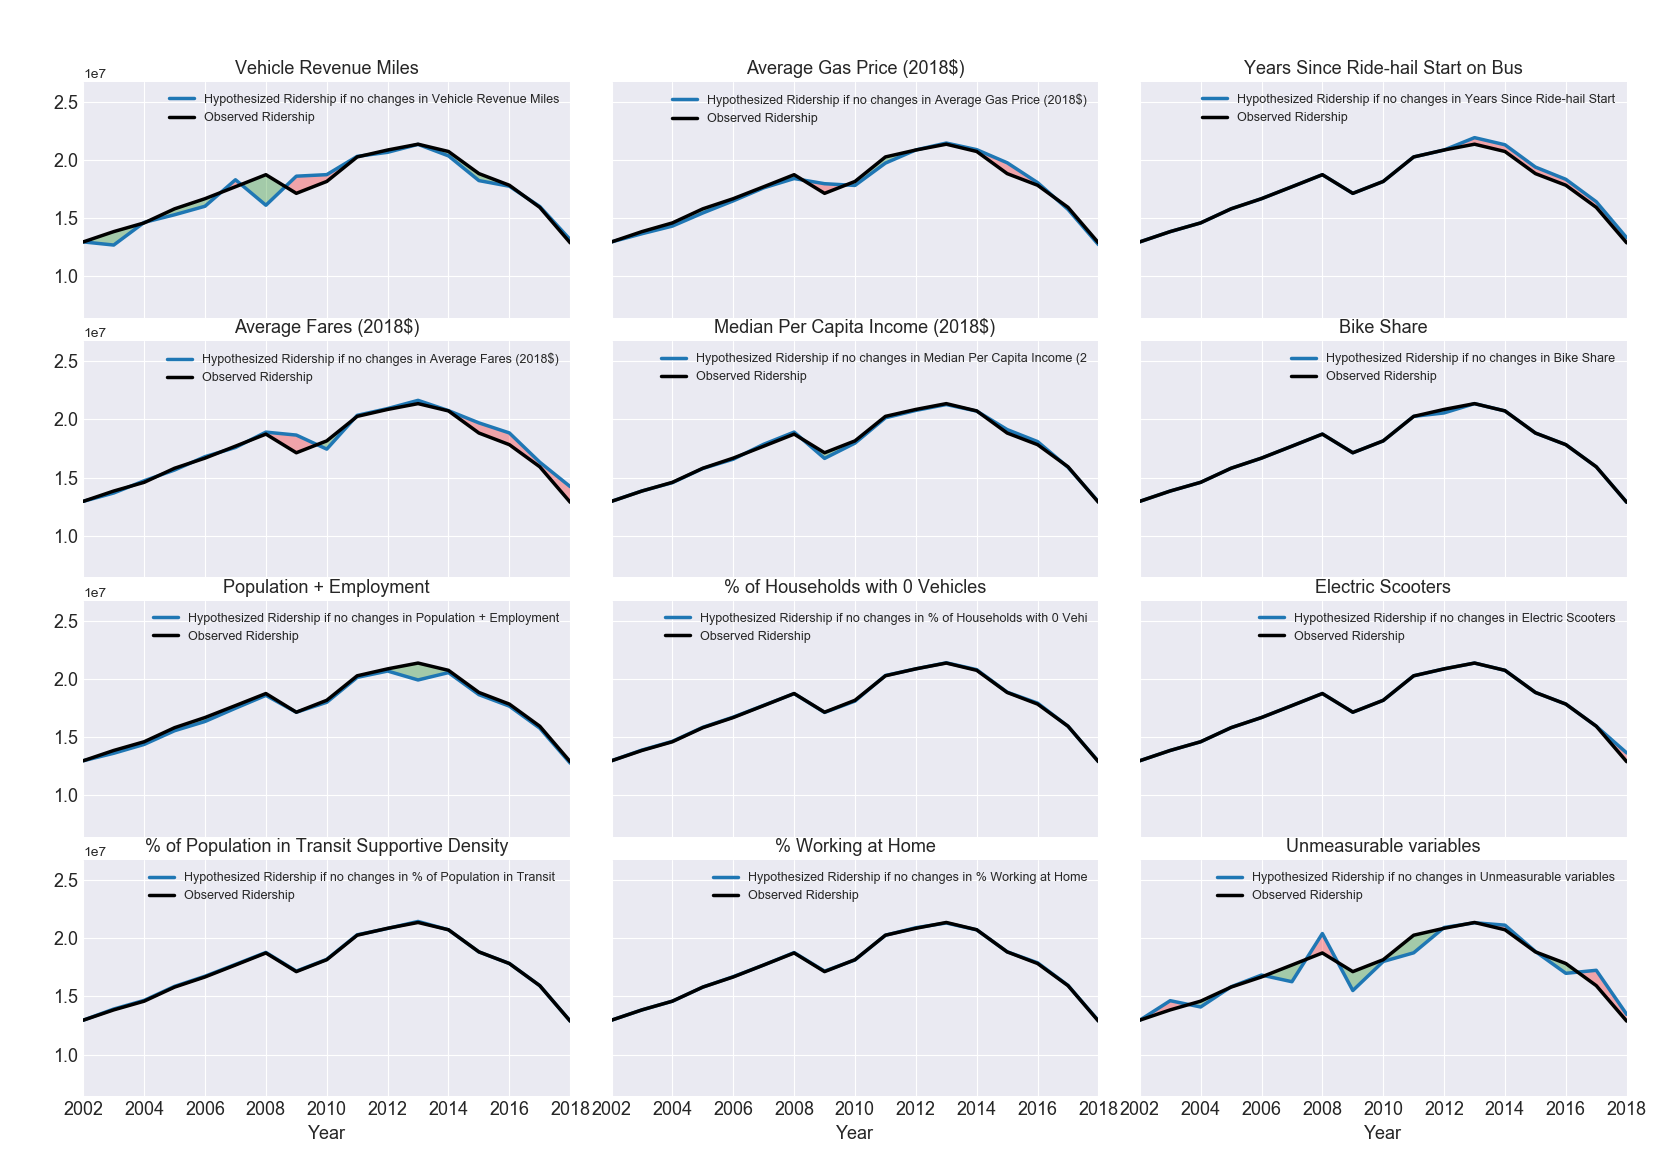 Vehicle Revenue Miles
1e7
2.5
2.0
1.5
1.0
Hypothesized Ridership if no changes in Vehicle Revenue Miles
Observed Ridership
Average Gas Price (2018$)
Hypothesized Ridership if no changes in Average Gas Price (2018$)
Observed Ridership
Years Since Ride-hail Start on Bus
Hypothesized Ridership if no changes in Years Since Ride-hail Start
Observed Ridership
Average Fares (2018$)
1e7
2.5
2.0
1.5
1.0
Hypothesized Ridership if no changes in Average Fares (2018$)
Observed Ridership
Median Per Capita Income (2018$)
Hypothesized Ridership if no changes in Median Per Capita Income (2
Observed Ridership
Bike Share
Hypothesized Ridership if no changes in Bike Share
Observed Ridership
Population + Employment
1e7
2.5
2.0
1.5
1.0
Hypothesized Ridership if no changes in Population + Employment
Observed Ridership
% of Households with 0 Vehicles
Hypothesized Ridership if no changes in % of Households with 0 Vehi
Observed Ridership
Electric Scooters
Hypothesized Ridership if no changes in Electric Scooters
Observed Ridership
% of Population in Transit Supportive Density
1e7
2.5
2.0
1.5
1.0
Hypothesized Ridership if no changes in % of Population in Transit
Observed Ridership
2002 2004 2006 2008 2010 2012 2014 2016 2018
Year
% Working at Home
Hypothesized Ridership if no changes in % Working at Home
Observed Ridership
2002 2004 2006 2008 2010 2012 2014 2016 2018
Year
Unmeasurable variables
Hypothesized Ridership if no changes in Unmeasurable variables
Observed Ridership
2002 2004 2006 2008 2010 2012 2014 2016 2018
Year